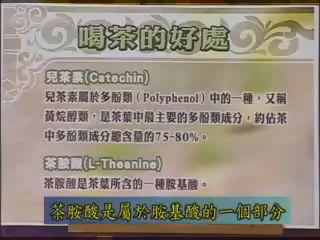 喝茶的好處
兒茶素(Catechin)
兒茶素屬於多酚類（Polyphenol）中的一種，又稱
黃烷醇類），是茶葉中最主要的多酚類成分，約佔茶
中多酚類成分總含量的75-80%。
茶胺酸(L-Theanine)
茶胺酸是茶葉所含的一種胺基酸。
茶胺酸是屬於胺基酸的一個部分